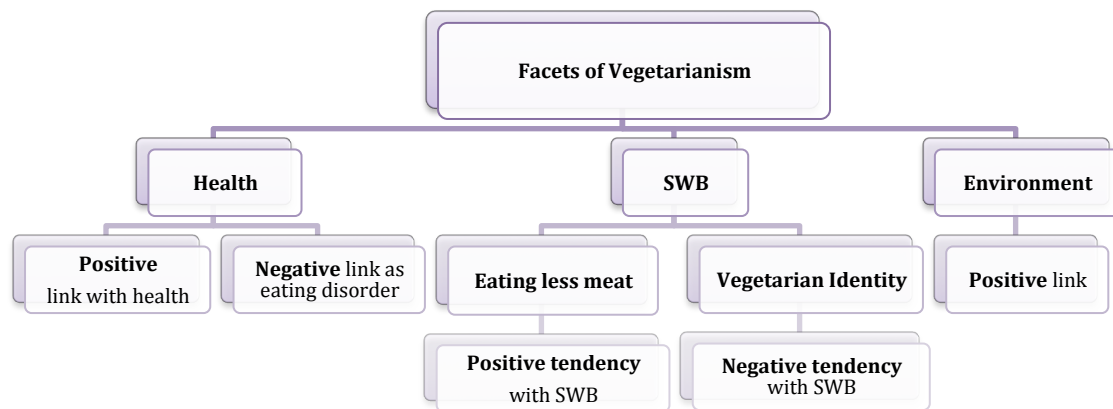 Facets of Vegetarianism
Health
SWB
Environment
Positive
link with health
Negative link as
eating disorder
Eating less meat
Vegetarian Identity
Positive link
Positive tendency
with SWB
Negative tendency
with SWB